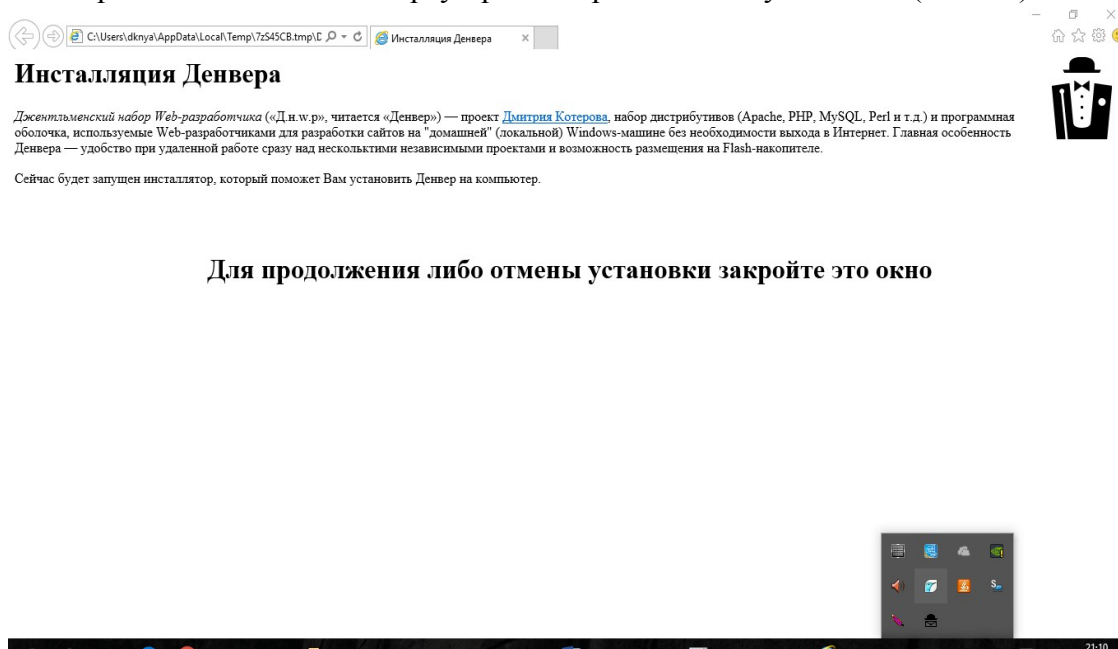 C:\Users\dknya\AppData\Local\Temp\7zS45CB.tmp\D
Инсталляция Денвера
Инсталляция Денвера
Джентльменский набор Web-разработчика («Д.н.w.р», читается «Денвер») — проект Дмитрия Котерова, набор дистрибутивов (Apache, PHP, MySQL, Perl и т.д.) и программная
оболочка, используемые Web-разработчиками для разработки сайтов на "домашней" (локальной) Windows-машине без необходимости выхода в Интернет. Главная особенность
Денвера — удобство при удаленной работе сразу над нескольктими независимыми проектами и возможность размещения на Flash-накопителе.
Сейчас будет запущен инсталлятор, который поможет Вам установить Денвер на компьютер.
Для продолжения либо отмены установки закройте это окно
21:10